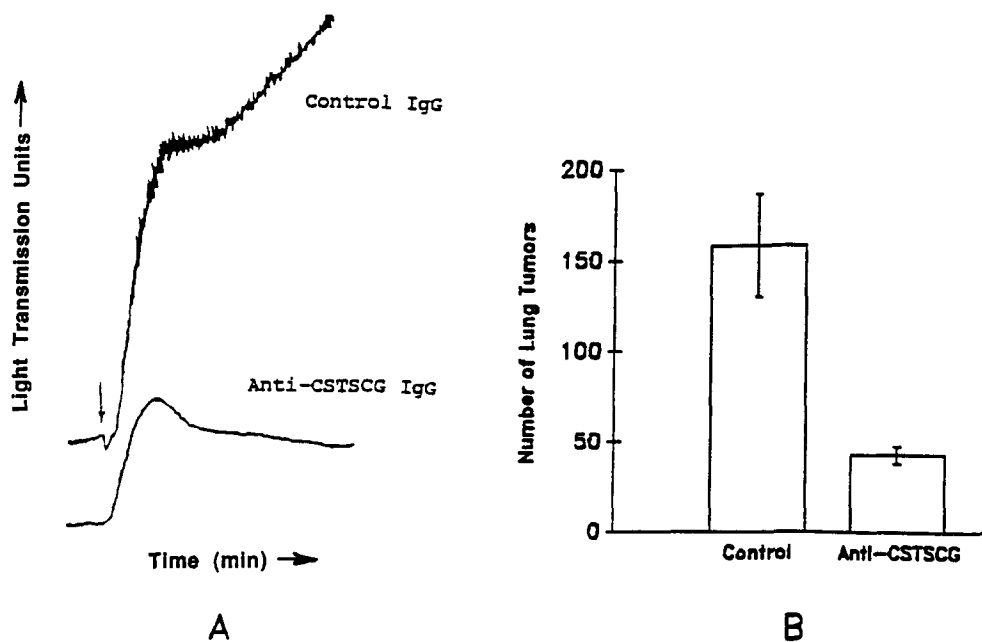 Light Transmission Units
Control IgG
Anti-CSTSCG IgG
Time (min)
A
Number of Lung Tumors
200
150
100
50
0
Control
Anti-CSTSCG
B